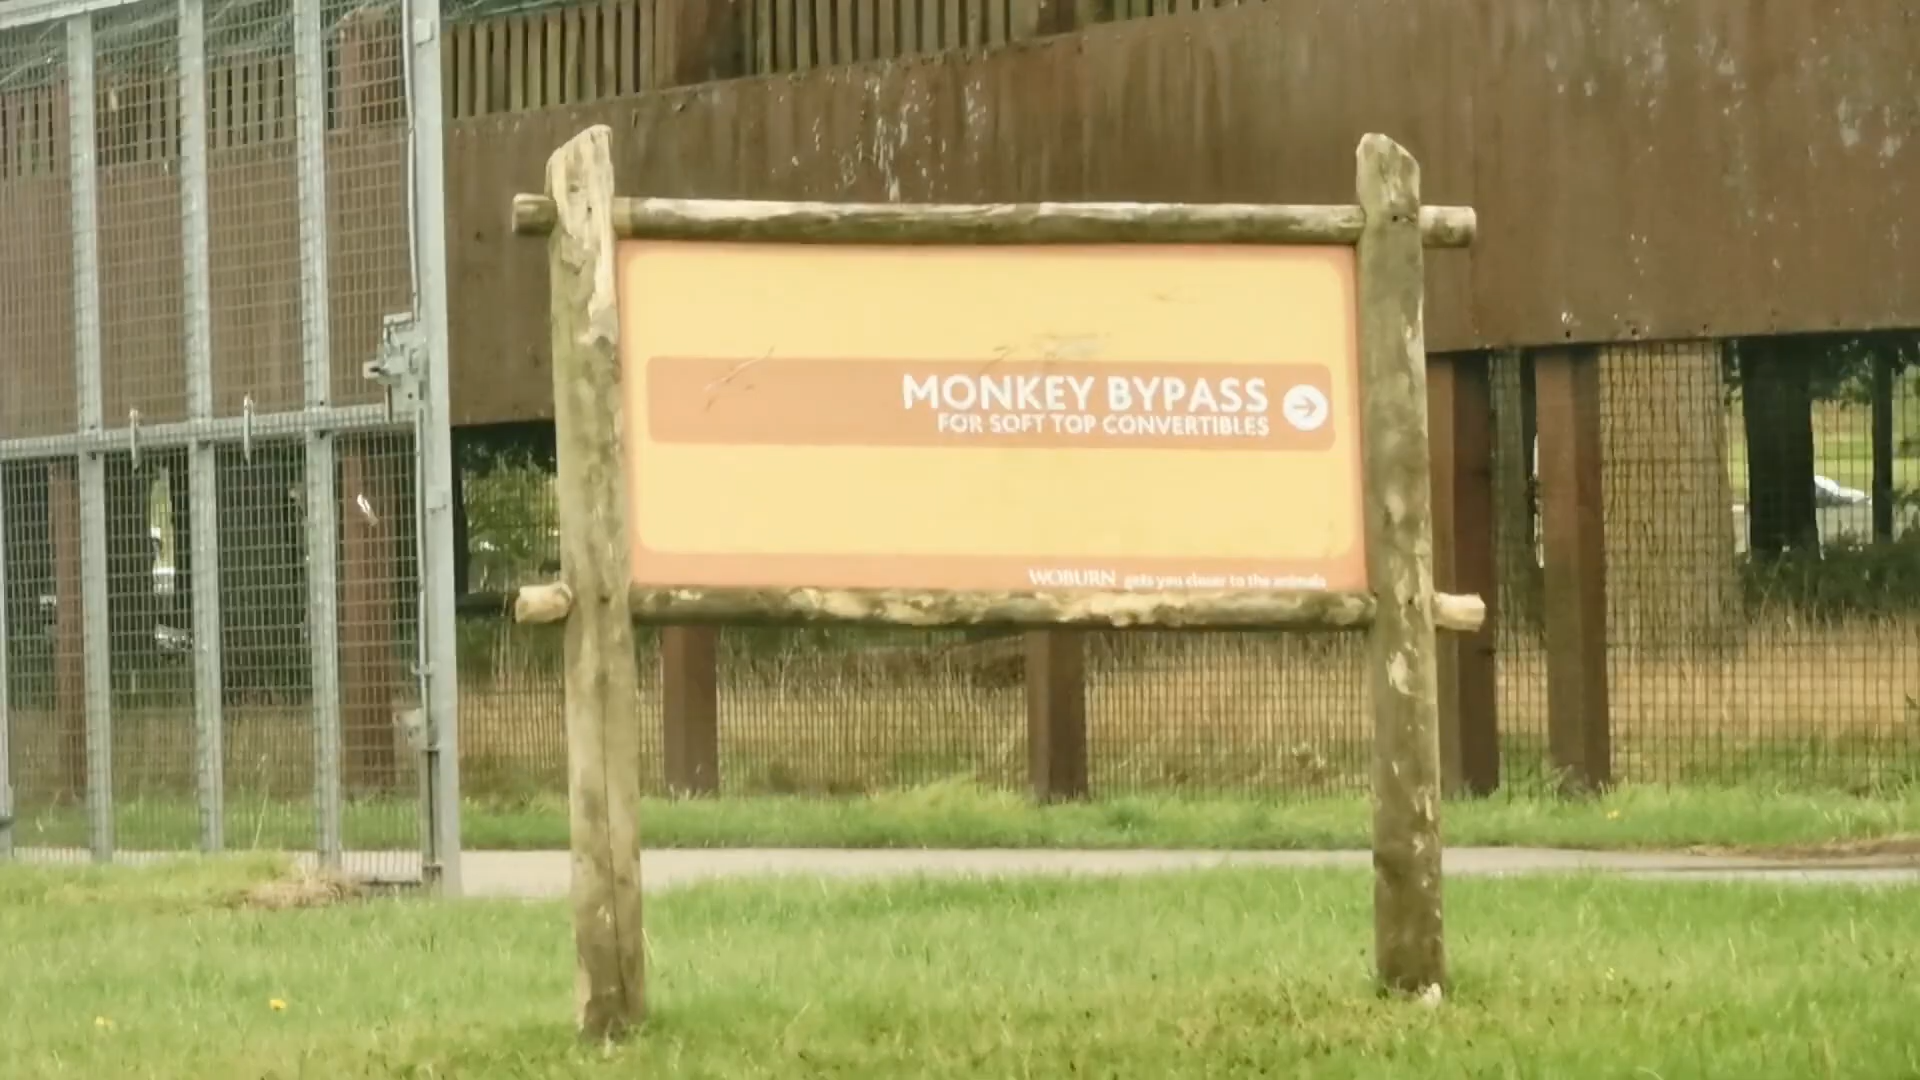 MONKEY BYPASS
FOR SOFT TOP CONVERTIBLES
WOBURN gets you closer to the animals